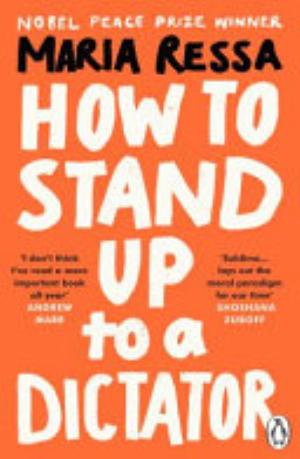 NOBEL PEACE PRIZE WINNER
MARIA RESSA
HOW TO
STAND
UP
to a
DICTATOR
'I don't think
I've read a more
important book
all year'
ANDREW
MARR
'Sublime...
lays out the
moral paradigm
for our time'
SHOSHANA
ZUBOFF